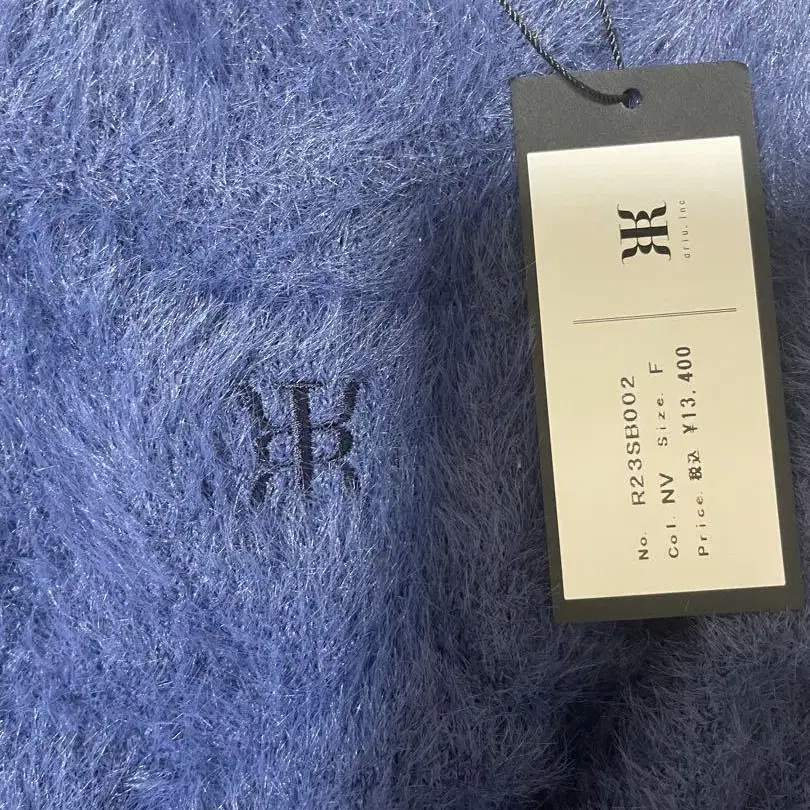 ariu.inc
No. R23SB002
Col. NV Size. F
Price. 税込 ¥13,400